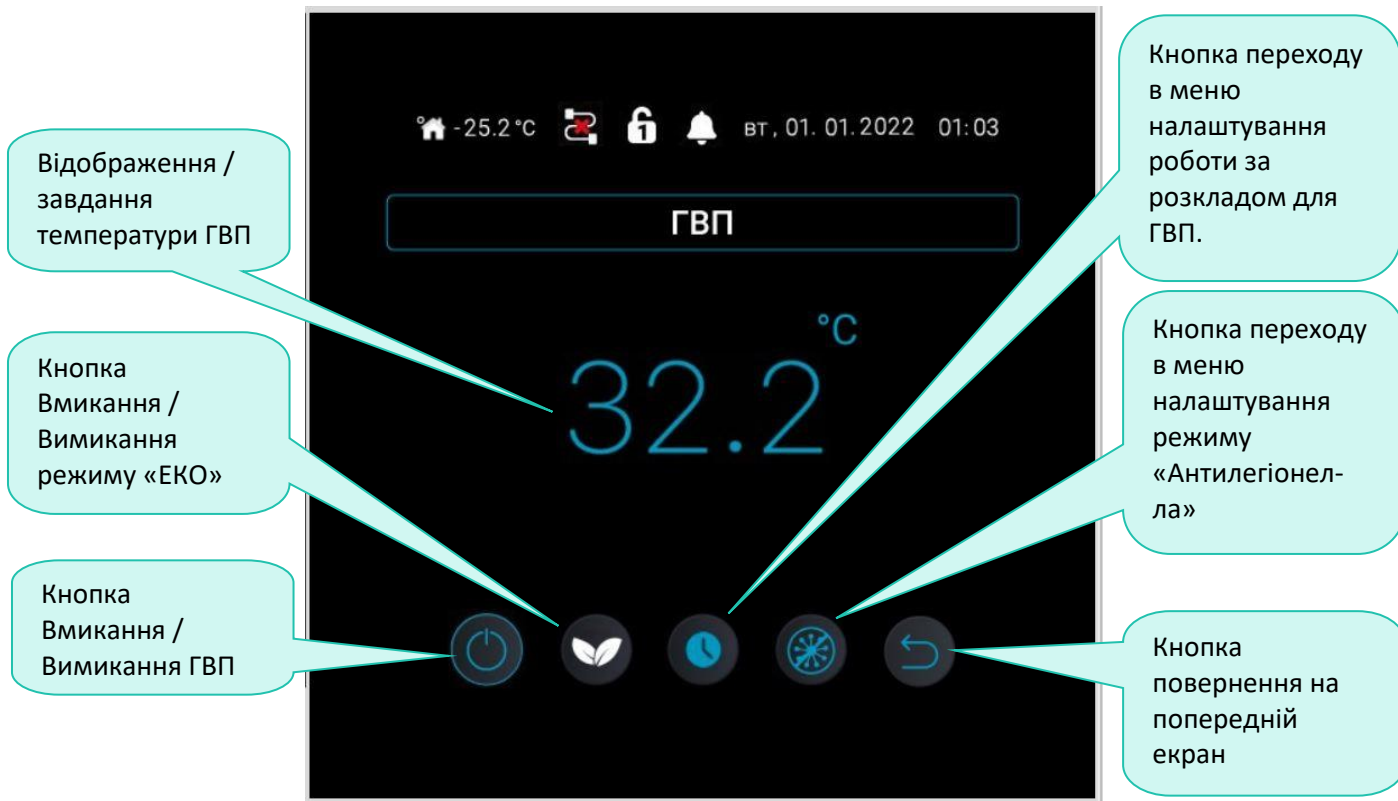 -25.2 °C 1 вт, 01. 01. 2022 01: 03
ГВП
32.2 °C
Відображення /
завдання
температури ГВП
Кнопка
Вмикання /
Вимикання
режиму «ЕКО»
Кнопка
Вмикання /
Вимикання ГВП
Кнопка переходу
в меню
налаштування
роботи за
розкладом для
ГВП.
Кнопка переходу
в меню
налаштування
режиму
«Антилегіонел-
ла»
Кнопка
повернення на
попередній
екран